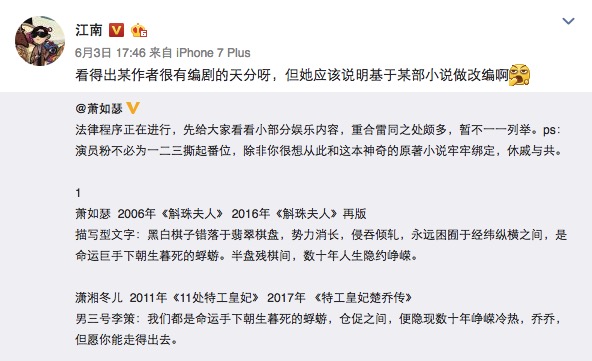 江南
6月3日 17:46 来自 iPhone 7 Plus
看得出某作者很有编剧的天分呀，但她应该说明基于某部小说做改编啊
@萧如瑟
法律程序正在进行，先给大家看看小部分娱乐内容，重合雷同之处颇多，暂不一一列举。ps：
演员粉不必为一二三撕起番位，除非你很想从此和这本神奇的原著小说牢牢绑定，休戚与共。
1
萧如瑟 2006年《斛珠夫人》 2016年《斛珠夫人》再版
描写型文字：黑白棋子错落于翡翠棋盘，势力消长，侵吞倾轧，永远困囿于经纬纵横之间，是
命运巨手下朝生暮死的蜉蝣。半盘残棋间，数十年人生隐约峥嵘。
潇湘冬儿 2011年《11处特工皇妃》 2017年 《特工皇妃楚乔传》
男三号李策：我们都是命运手下朝生暮死的蜉蝣，仓促之间，便隐现数十年峥嵘冷热，乔乔，
但愿你能走得出去。